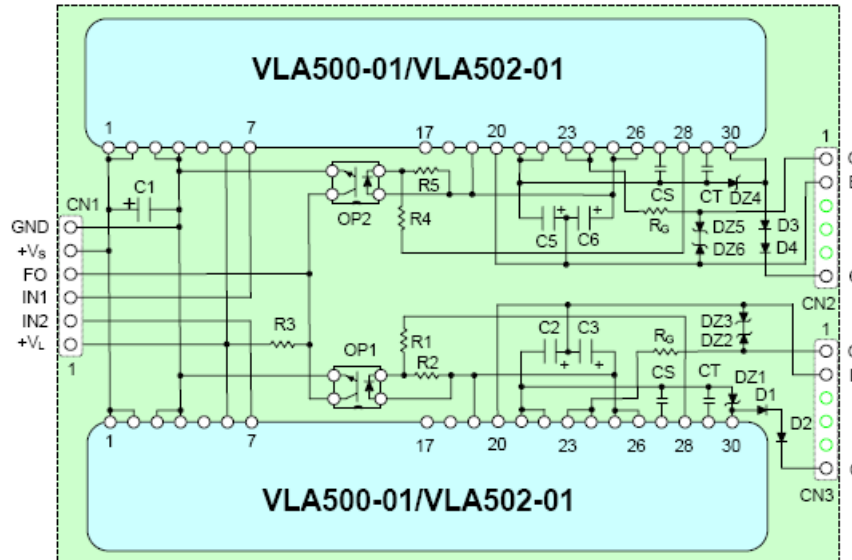 VLA500-01/VLA502-01
1 7 17 20 23 26 28 30
1
CN1
C1
OP2
R5
R4
C5 C6
CS
RG
CT
DZ4
DZ5
DZ6
D3
D4
CN2
GND
+VS
FO
IN1
IN2
+VL
1
R3
OP1
R1
R2
C2 C3
RG
CS
CT
DZ3
DZ2
DZ1
D1
D2
1
CN3
1 7 17 20 23 26 28 30
VLA500-01/VLA502-01